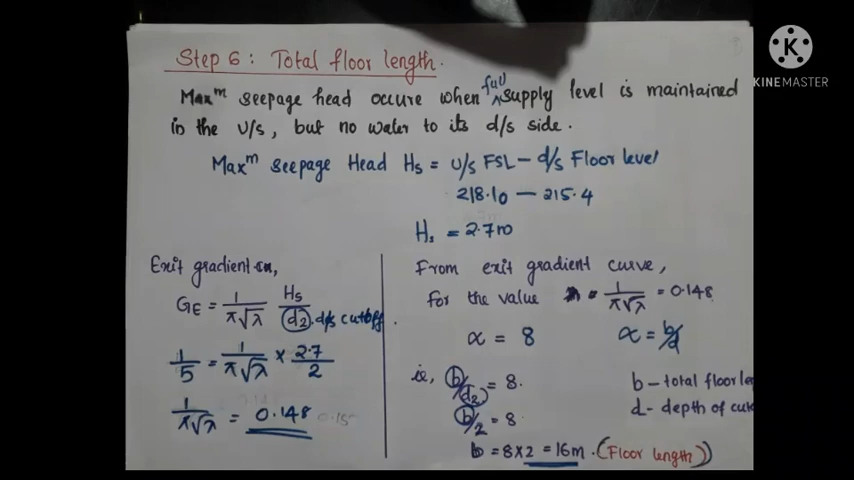 Step 6: Total floor length.
Max^m seepage head occure when full supply level is maintained
in the U/S, but no water to its d/s side.
Max^m seepage Head Hs = U/S FSL – d/s Floor level
218.10 — 215.4
Hs = 2.7m
Exit gradient
G_E = 1/(π√λ) Hs/d2 . d/s cutoff.
1/5 = 1/(π√λ) × 2.7/2
1/(π√λ) = 0.148
From exit gradient curve,
for the value 1/(π√λ) = 0.148
α = 8 α = b/d
ie, b/d2 = 8.
b/2 = 8
b = 8×2 = 16m. (Floor length)
b – total floor le
d - depth of cut
KINEMASTER